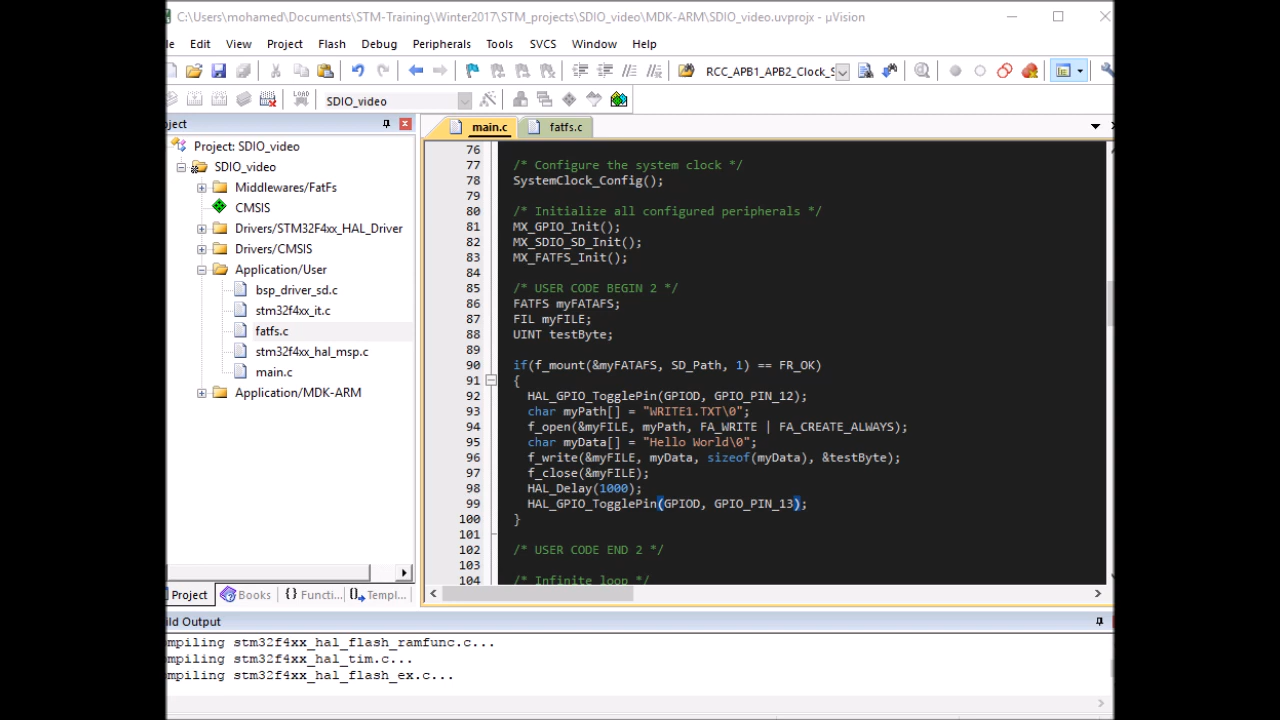 C:\Users\mohamed\Documents\STM-Training\Winter2017\STM_projects\SDIO_video\MDK-ARM\SDIO_video.uvprojx - µVision
le Edit View Project Flash Debug Peripherals Tools SVCS Window Help
RCC_APB1_APB2_Clock_S
LOAD
SDIO_video
ject
main.c
fatfs.c
Project: SDIO_video
SDIO_video
Middlewares/FatFs
CMSIS
Drivers/STM32F4xx_HAL_Driver
Drivers/CMSIS
Application/User
bsp_driver_sd.c
stm32f4xx_it.c
fatfs.c
stm32f4xx_hal_msp.c
main.c
Application/MDK-ARM
76
77 /* Configure the system clock */
78 SystemClock_Config();
79
80 /* Initialize all configured peripherals */
81 MX_GPIO_Init();
82 MX_SDIO_SD_Init();
83 MX_FATFS_Init();
84
85 /* USER CODE BEGIN 2 */
86 FATFS myFATAFS;
87 FIL myFILE;
88 UINT testByte;
89
90 if(f_mount(&myFATAFS, SD_Path, 1) == FR_OK)
91 {
92 HAL_GPIO_TogglePin(GPIOD, GPIO_PIN_12);
93 char myPath[] = "WRITE1.TXT\0";
94 f_open(&myFILE, myPath, FA_WRITE | FA_CREATE_ALWAYS);
95 char myData[] = "Hello World\0";
96 f_write(&myFILE, myData, sizeof(myData), &testByte);
97 f_close(&myFILE);
98 HAL_Delay(1000);
99 HAL_GPIO_TogglePin(GPIOD, GPIO_PIN_13);
100 }
101
102 /* USER CODE END 2 */
103
104 /* Infinite loop */
Project Books {} Functi... Templ...
ild Output
mpiling stm32f4xx_hal_flash_ramfunc.c...
mpiling stm32f4xx_hal_tim.c...
mpiling stm32f4xx_hal_flash_ex.c...